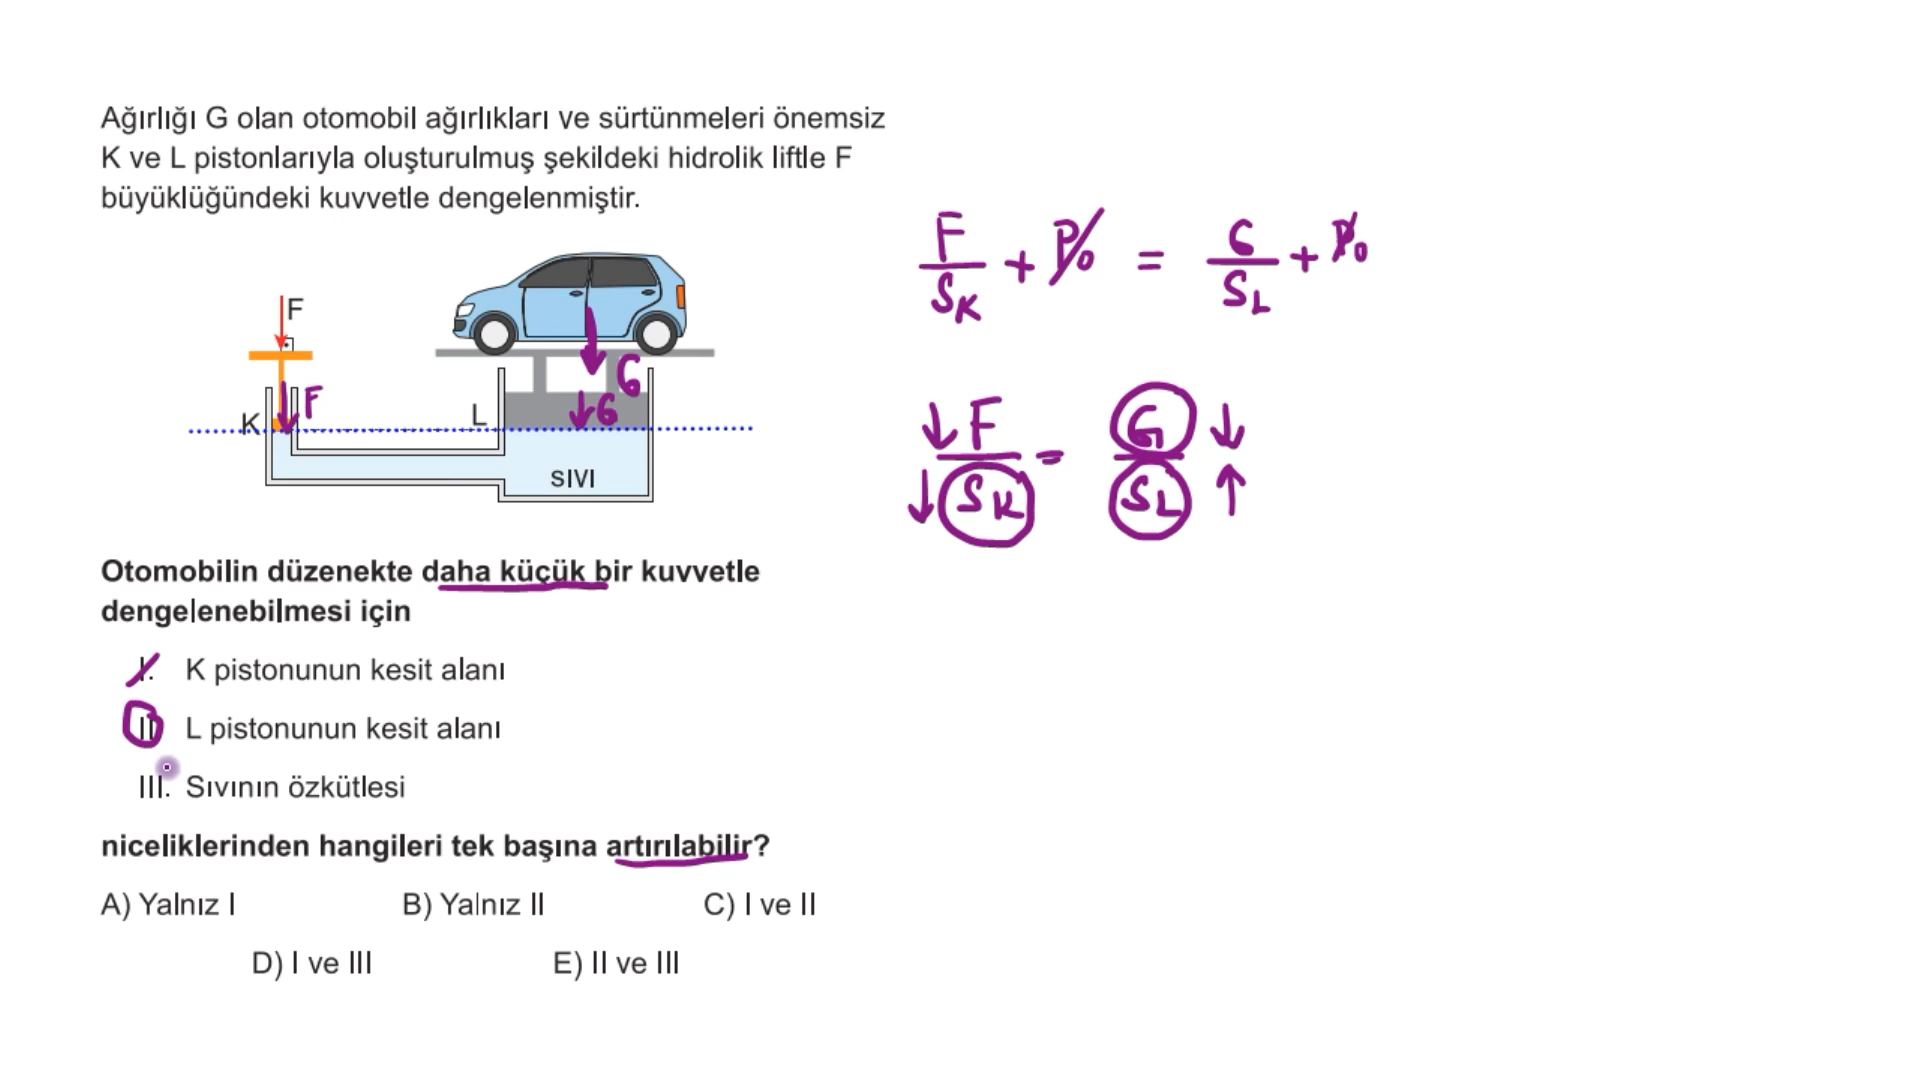 Ağırlığı G olan otomobil ağırlıkları ve sürtünmeleri önemsiz
K ve L pistonlarıyla oluşturulmuş şekildeki hidrolik liftle F
büyüklüğündeki kuvvetle dengelenmiştir.
F/S_K + P_0 = G/S_L + P_0
F
G
F
G
K
L
SIVI
↓F/↓S_K = G↓/S_L↑
Otomobilin düzenekte daha küçük bir kuvvetle
dengelenebilmesi için
I. K pistonunun kesit alanı
II. L pistonunun kesit alanı
III. Sıvının özkütlesi
niceliklerinden hangileri tek başına artırılabilir?
A) Yalnız I B) Yalnız II C) I ve II
D) I ve III E) II ve III